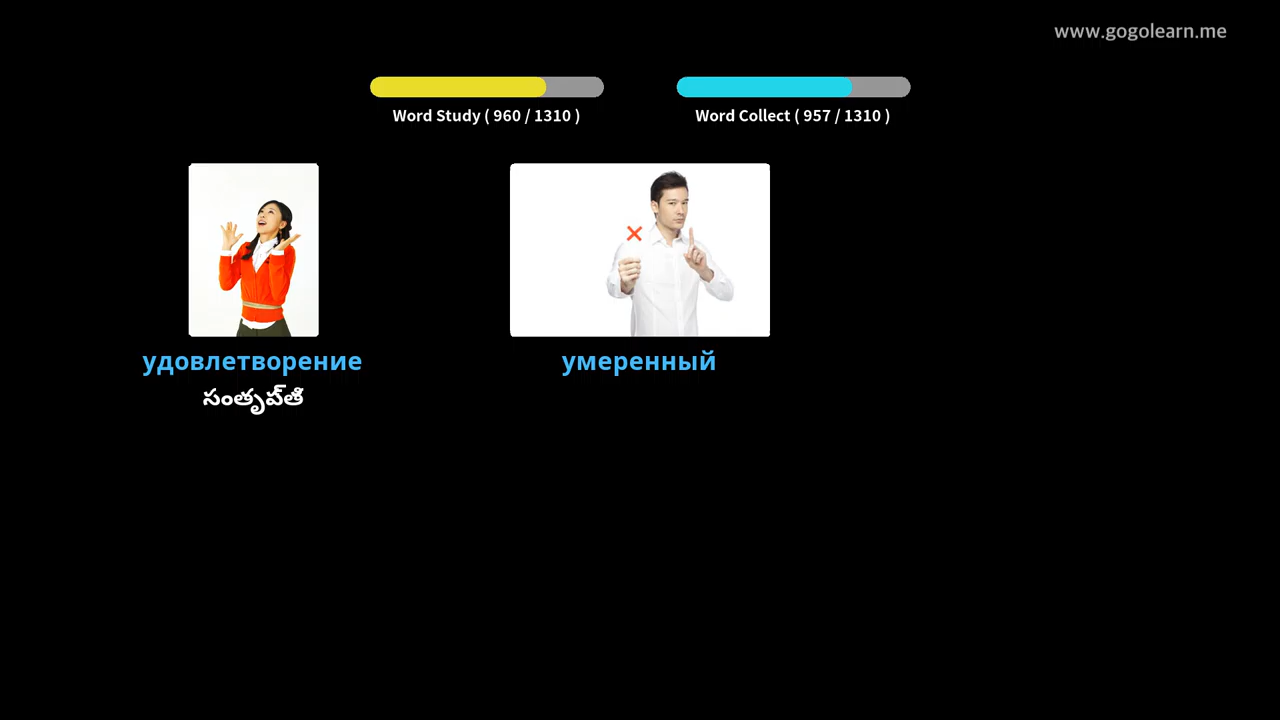 www.gogolearn.me
Word Study ( 960 / 1310 )
Word Collect ( 957 / 1310 )
удовлетворение
умеренный
సంతృప్తి